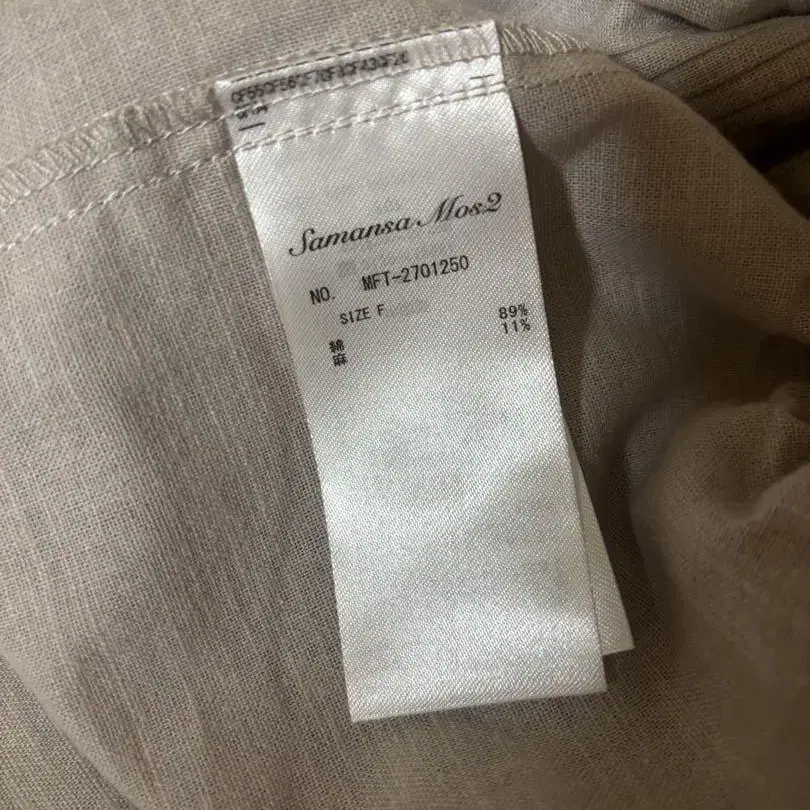 Samansa Mos2
NO. MFT-2701250
SIZE F
綿 89%
麻 11%